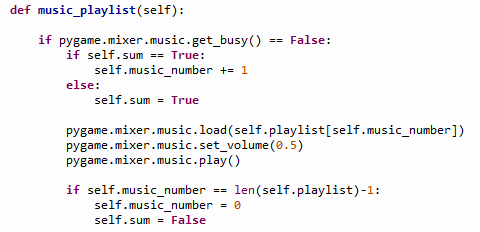 def music_playlist(self):
if pygame.mixer.music.get_busy() == False:
if self.sum == True:
self.music_number += 1
else:
self.sum = True
pygame.mixer.music.load(self.playlist[self.music_number])
pygame.mixer.music.set_volume(0.5)
pygame.mixer.music.play()
if self.music_number == len(self.playlist)-1:
self.music_number = 0
self.sum = False